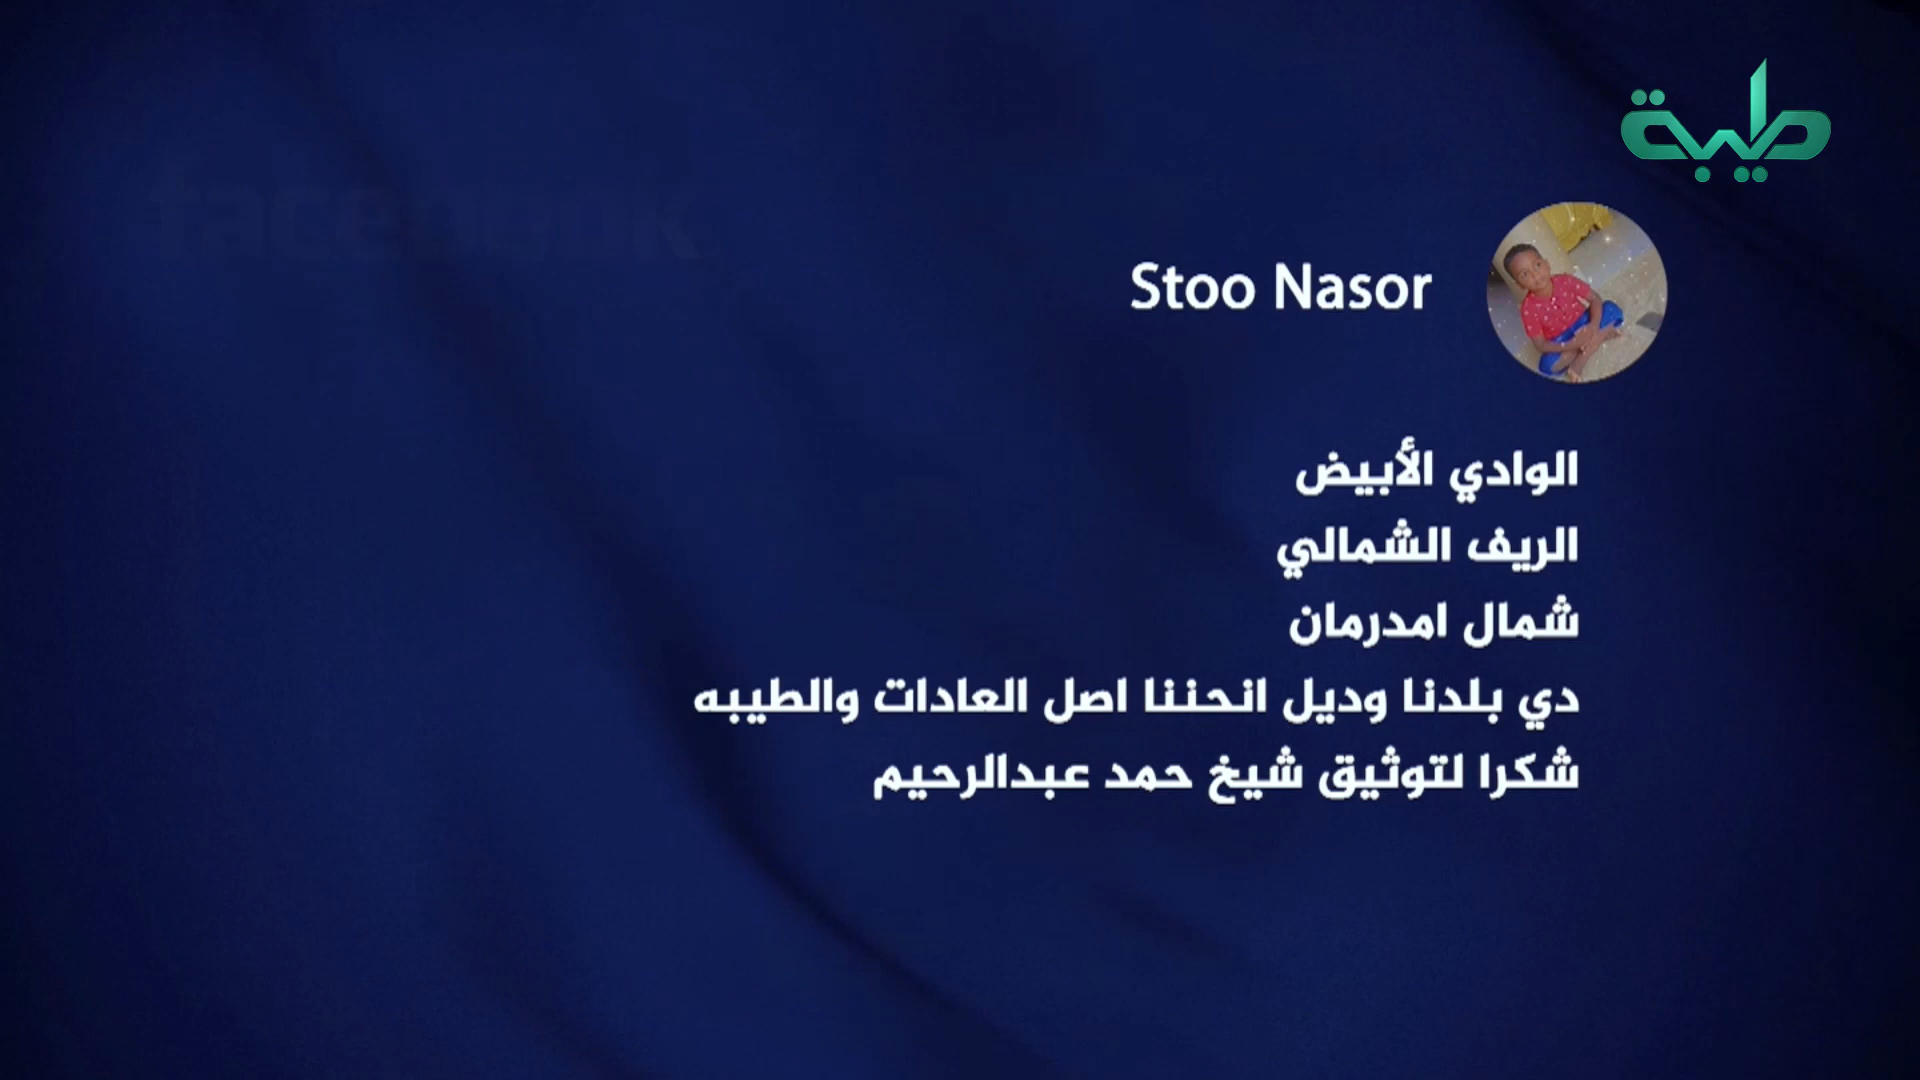 طيبة
facebook
Stoo Nasor
الوادي الأبيض
الريف الشمالي
شمال امدرمان
دي بلدنا وديل انحننا اصل العادات والطيبه
شكرا لتوثيق شيخ حمد عبدالرحيم